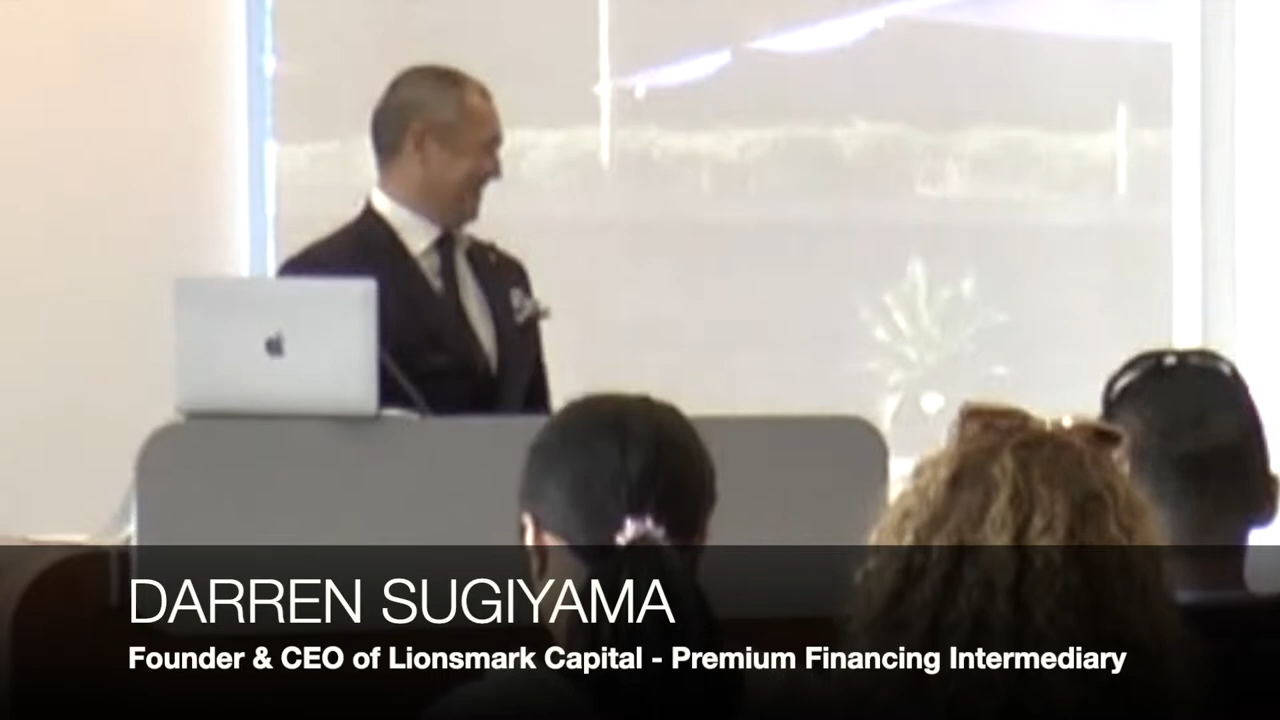 DARREN SUGIYAMA
Founder & CEO of Lionsmark Capital - Premium Financing Intermediary